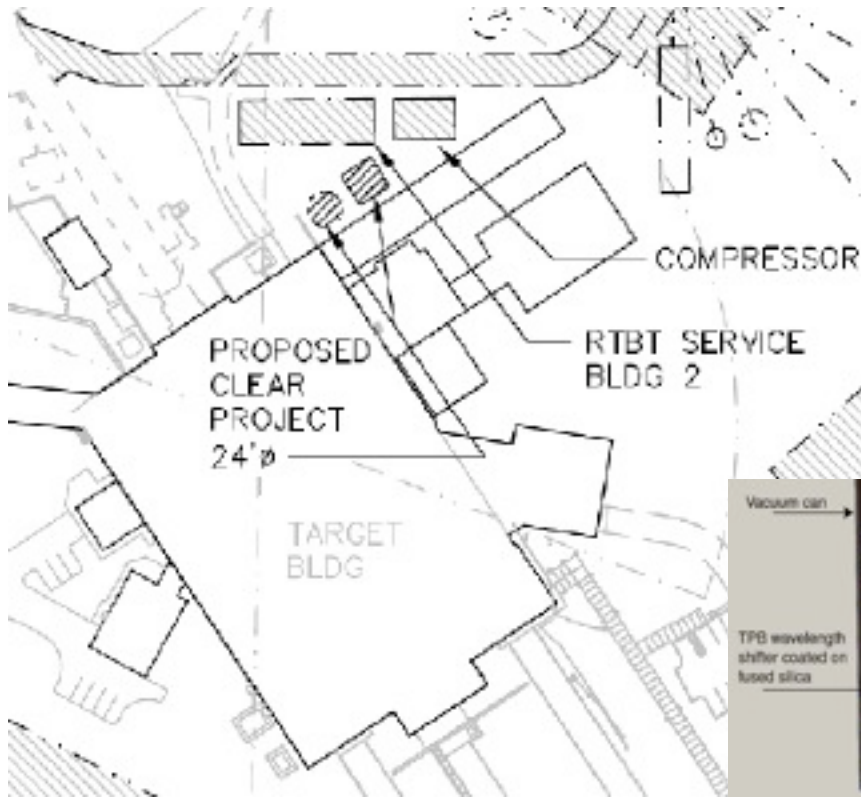 COMPRESSOR
RTBT SERVICE
BLDG 2
PROPOSED
CLEAR
PROJECT
24'ø
TARGET
BLDG
Vacuum can
TPB wavelength
shifter coated on
fused silica